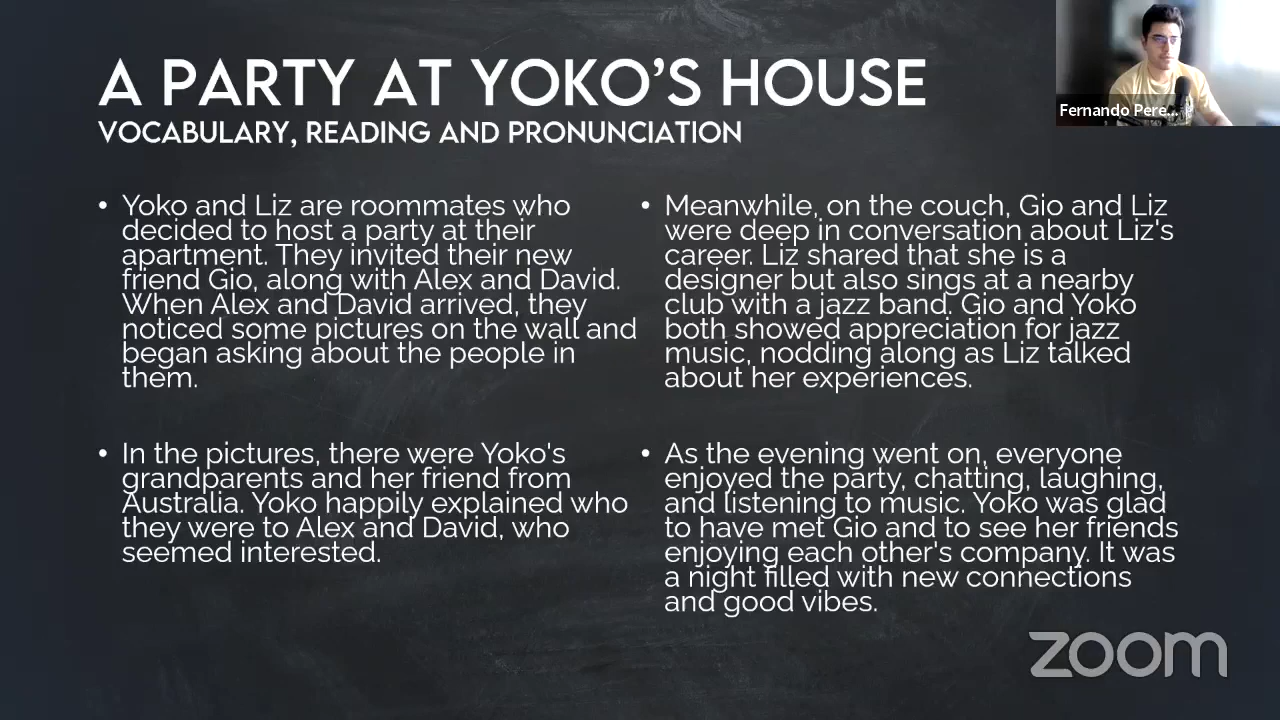 A PARTY AT YOKO'S HOUSE
VOCABULARY, READING AND PRONUNCIATION
Fernando Pere...
• Yoko and Liz are roommates who
decided to host a party at their
apartment. They invited their new
friend Gio, along with Alex and David.
When Alex and David arrived, they
noticed some pictures on the wall and
began asking about the people in
them.
• In the pictures, there were Yoko's
grandparents and her friend from
Australia. Yoko happily explained who
they were to Alex and David, who
seemed interested.
• Meanwhile, on the couch, Gio and Liz
were deep in conversation about Liz's
career. Liz shared that she is a
designer but also sings at a nearby
club with a jazz band. Gio and Yoko
both showed appreciation for jazz
music, nodding along as Liz talked
about her experiences.
• As the evening went on, everyone
enjoyed the party, chatting, laughing,
and listening to music. Yoko was glad
to have met Gio and to see her friends
enjoying each other's company. It was
a night filled with new connections
and good vibes.
zoom